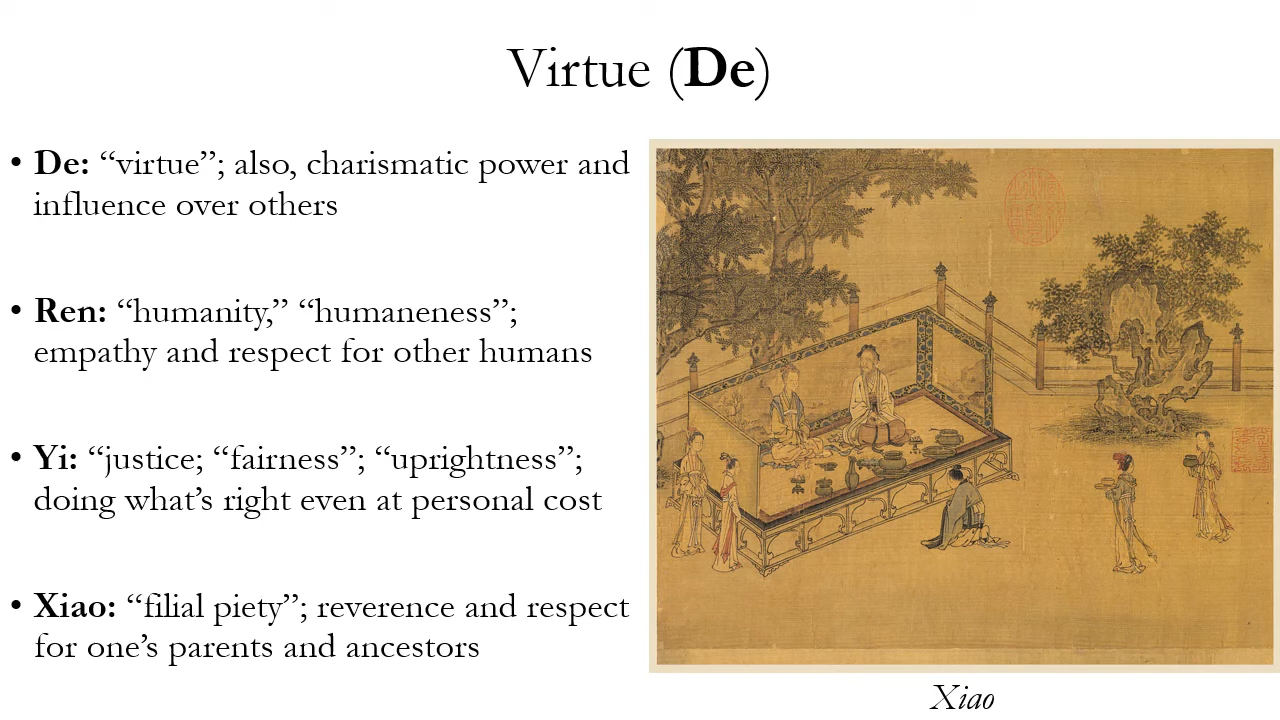 Virtue (De)
• De: “virtue”; also, charismatic power and
influence over others
• Ren: “humanity,” “humaneness”;
empathy and respect for other humans
• Yi: “justice; “fairness”; “uprightness”;
doing what’s right even at personal cost
• Xiao: “filial piety”; reverence and respect
for one’s parents and ancestors
Xiao